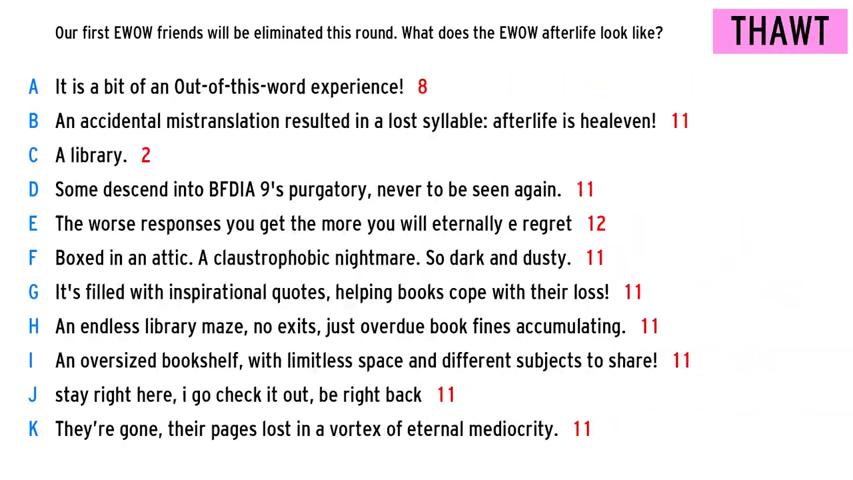 Our first EWOW friends will be eliminated this round. What does the EWOW afterlife look like?
THAWT
A It is a bit of an Out-of-this-word experience! 8
B An accidental mistranslation resulted in a lost syllable: afterlife is healeven! 11
C A library. 2
D Some descend into BFDIA 9's purgatory, never to be seen again. 11
E The worse responses you get the more you will eternally e regret 12
F Boxed in an attic. A claustrophobic nightmare. So dark and dusty. 11
G It's filled with inspirational quotes, helping books cope with their loss! 11
H An endless library maze, no exits, just overdue book fines accumulating. 11
I An oversized bookshelf, with limitless space and different subjects to share! 11
J stay right here, i go check it out, be right back 11
K They’re gone, their pages lost in a vortex of eternal mediocrity. 11